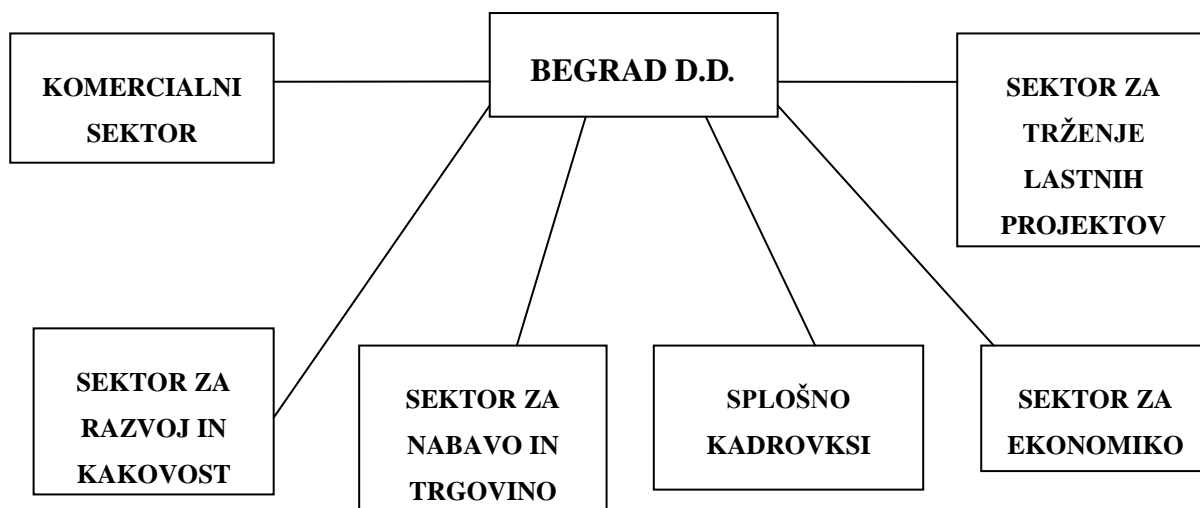 BEGRAD D.D.
KOMERCIALNI
SEKTOR
SEKTOR ZA
TRŽENJE
LASTNIH
PROJEKTOV
SEKTOR ZA
RAZVOJ IN
KAKOVOST
SEKTOR ZA
NABAVO IN
TRGOVINO
SPLOŠNO
KADROVKSI
SEKTOR ZA
EKONOMIKO